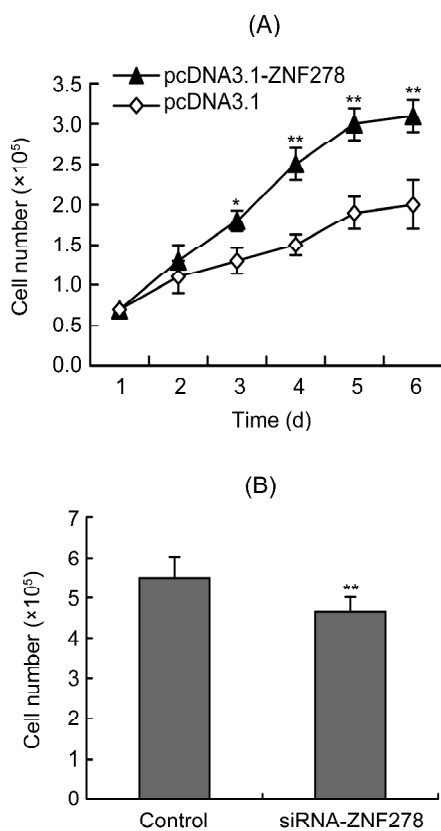 (A)
pcDNA3.1-ZNF278
pcDNA3.1
Cell number (×10⁵)
3.5
3.0
2.5
2.0
1.5
1.0
0.5
0.0
*
**
**
**
1 2 3 4 5 6
Time (d)
(B)
Cell number (×10⁵)
7
6
5
4
3
2
1
0
**
Control siRNA-ZNF278